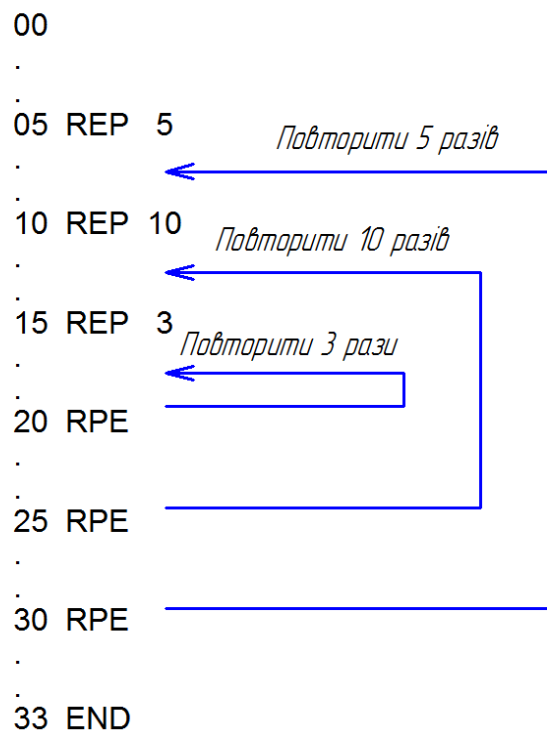 00
.
.
05 REP 5
Повторити 5 разів
.
.
10 REP 10
Повторити 10 разів
.
.
15 REP 3
Повторити 3 рази
.
.
20 RPE
.
.
25 RPE
.
.
30 RPE
.
.
33 END